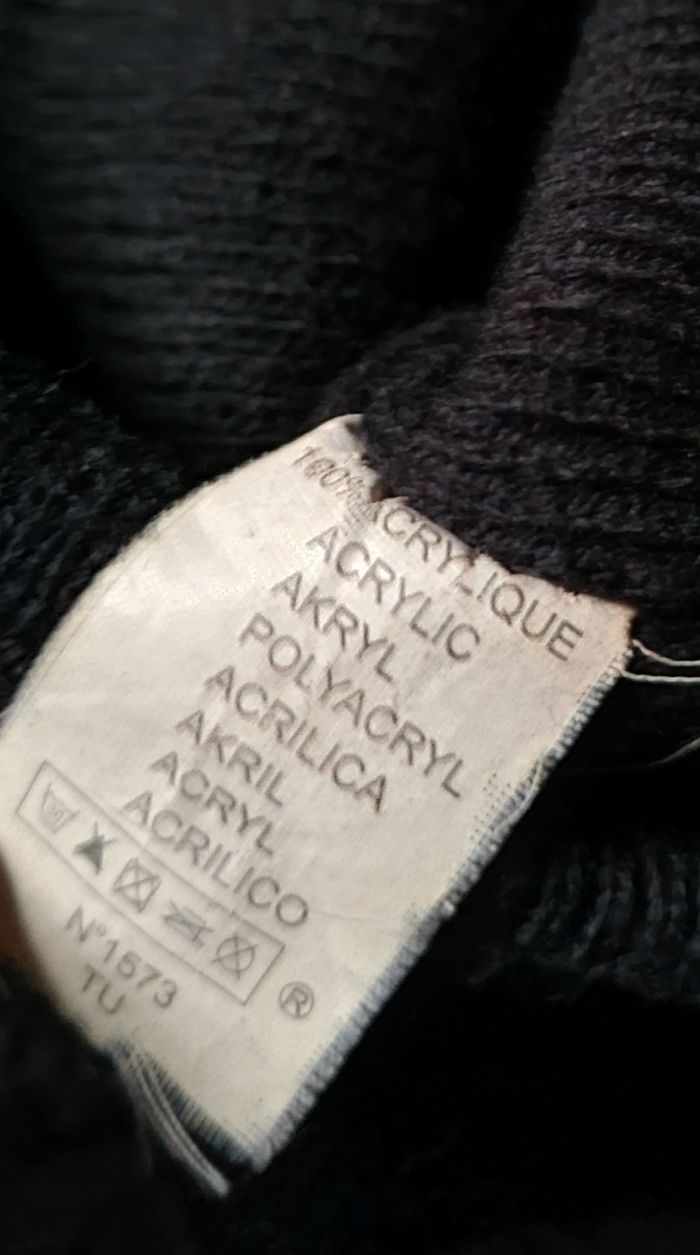 100% ACRYLIQUE
ACRYLIC
AKRYL
POLYACRYL
ACRILICA
AKRIL
ACRYL
ACRILICO
N°1673
TU
®